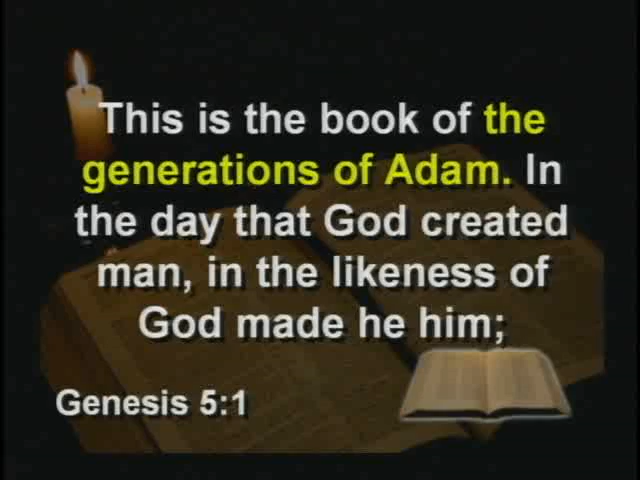 This is the book of the
generations of Adam. In
the day that God created
man, in the likeness of
God made he him;
Genesis 5:1